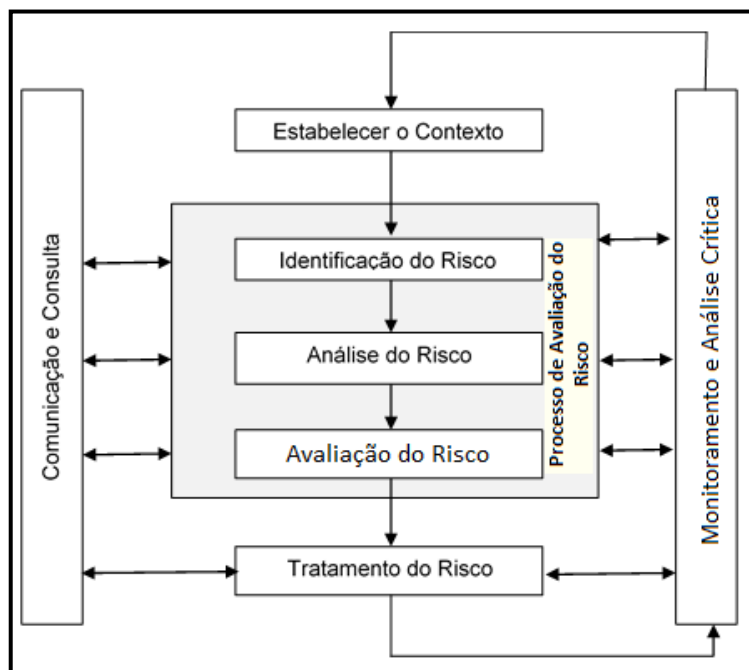 Estabelecer o Contexto
Comunicação e Consulta
Identificação do Risco
Análise do Risco
Avaliação do Risco
Processo de Avaliação do
Risco
Tratamento do Risco
Monitoramento e Análise Crítica